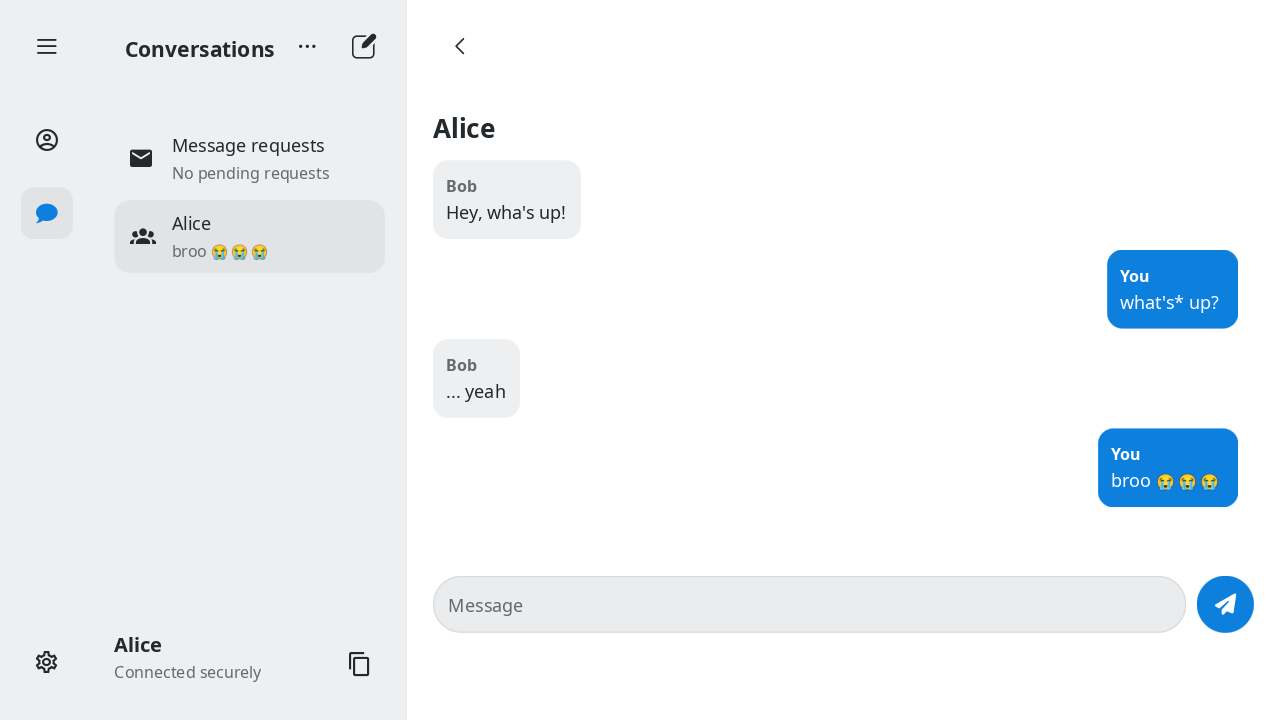 Conversations
Message requests
No pending requests
Alice
broo 😭😭😭
Alice
Connected securely
Alice
Bob
Hey, wha's up!
You
what's* up?
Bob
... yeah
You
broo 😭😭😭
Message